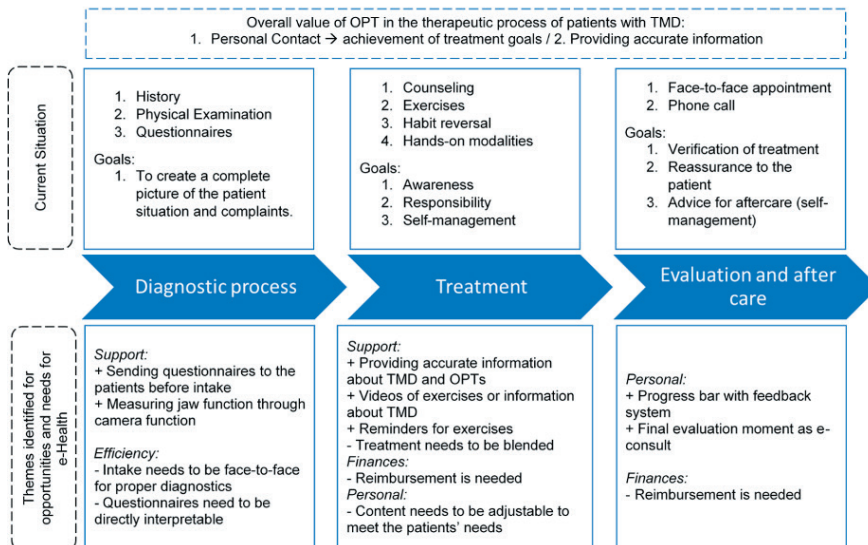 Overall value of OPT in the therapeutic process of patients with TMD:
1. Personal Contact → achievement of treatment goals / 2. Providing accurate information
Current Situation
1. History
2. Physical Examination
3. Questionnaires
Goals:
1. To create a complete
picture of the patient
situation and complaints.
1. Counseling
2. Exercises
3. Habit reversal
4. Hands-on modalities
Goals:
1. Awareness
2. Responsibility
3. Self-management
1. Face-to-face appointment
2. Phone call
Goals:
1. Verification of treatment
2. Reassurance to the
patient
3. Advice for aftercare (self-
management)
Diagnostic process
Treatment
Evaluation and after
care
Themes identified for
opportunities and needs for
e-Health
Support:
+ Sending questionnaires to the
patients before intake
+ Measuring jaw function through
camera function
Efficiency:
- Intake needs to be face-to-face
for proper diagnostics
- Questionnaires need to be
directly interpretable
Support:
+ Providing accurate information
about TMD and OPTs
+ Videos of exercises or information
about TMD
+ Reminders for exercises
- Treatment needs to be blended
Finances:
- Reimbursement is needed
Personal:
- Content needs to be adjustable to
meet the patients' needs
Personal:
+ Progress bar with feedback
system
+ Final evaluation moment as e-
consult
Finances:
- Reimbursement is needed